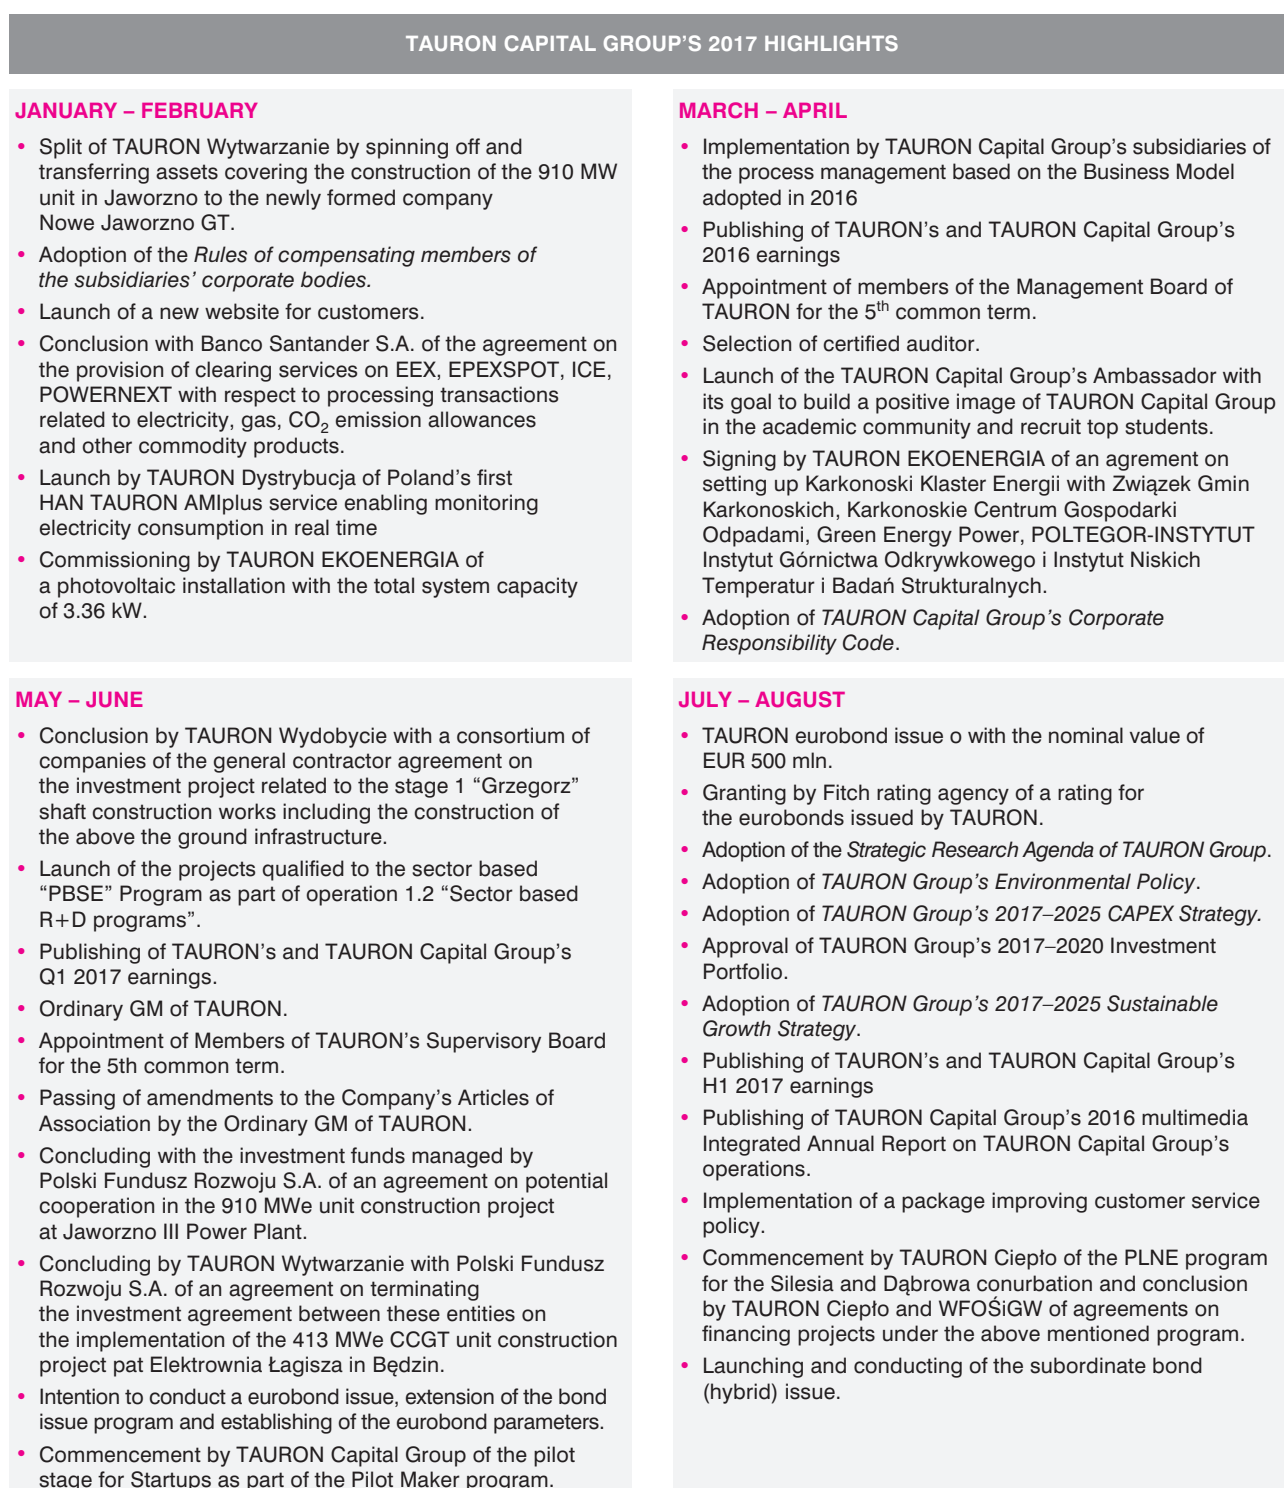 TAURON CAPITAL GROUP'S 2017 HIGHLIGHTS
JANUARY – FEBRUARY
• Split of TAURON Wytwarzanie by spinning off and
transferring assets covering the construction of the 910 MW
unit in Jaworzno to the newly formed company
Nowe Jaworzno GT.
• Adoption of the Rules of compensating members of
the subsidiaries' corporate bodies.
• Launch of a new website for customers.
• Conclusion with Banco Santander S.A. of the agreement on
the provision of clearing services on EEX, EPEXSPOT, ICE,
POWERNEXT with respect to processing transactions
related to electricity, gas, CO₂ emission allowances
and other commodity products.
• Launch by TAURON Dystrybucja of Poland's first
HAN TAURON AMIplus service enabling monitoring
electricity consumption in real time
• Commissioning by TAURON EKOENERGIA of
a photovoltaic installation with the total system capacity
of 3.36 kW.
MARCH – APRIL
• Implementation by TAURON Capital Group's subsidiaries of
the process management based on the Business Model
adopted in 2016
• Publishing of TAURON's and TAURON Capital Group's
2016 earnings
• Appointment of members of the Management Board of
TAURON for the 5th common term.
• Selection of certified auditor.
• Launch of the TAURON Capital Group's Ambassador with
its goal to build a positive image of TAURON Capital Group
in the academic community and recruit top students.
• Signing by TAURON EKOENERGIA of an agrement on
setting up Karkonoski Klaster Energii with Związek Gmin
Karkonoskich, Karkonoskie Centrum Gospodarki
Odpadami, Green Energy Power, POLTEGOR-INSTYTUT
Instytut Górnictwa Odkrywkowego i Instytut Niskich
Temperatur i Badań Strukturalnych.
• Adoption of TAURON Capital Group's Corporate
Responsibility Code.
MAY – JUNE
• Conclusion by TAURON Wydobycie with a consortium of
companies of the general contractor agreement on
the investment project related to the stage 1 “Grzegorz”
shaft construction works including the construction of
the above the ground infrastructure.
• Launch of the projects qualified to the sector based
“PBSE” Program as part of operation 1.2 “Sector based
R+D programs”.
• Publishing of TAURON's and TAURON Capital Group's
Q1 2017 earnings.
• Ordinary GM of TAURON.
• Appointment of Members of TAURON's Supervisory Board
for the 5th common term.
• Passing of amendments to the Company's Articles of
Association by the Ordinary GM of TAURON.
• Concluding with the investment funds managed by
Polski Fundusz Rozwoju S.A. of an agreement on potential
cooperation in the 910 MWe unit construction project
at Jaworzno III Power Plant.
• Concluding by TAURON Wytwarzanie with Polski Fundusz
Rozwoju S.A. of an agreement on terminating
the investment agreement between these entities on
the implementation of the 413 MWe CCGT unit construction
project pat Elektrownia Łagisza in Będzin.
• Intention to conduct a eurobond issue, extension of the bond
issue program and establishing of the eurobond parameters.
• Commencement by TAURON Capital Group of the pilot
stage for Startups as part of the Pilot Maker program.
JULY – AUGUST
• TAURON eurobond issue o with the nominal value of
EUR 500 mln.
• Granting by Fitch rating agency of a rating for
the eurobonds issued by TAURON.
• Adoption of the Strategic Research Agenda of TAURON Group.
• Adoption of TAURON Group's Environmental Policy.
• Adoption of TAURON Group's 2017–2025 CAPEX Strategy.
• Approval of TAURON Group's 2017–2020 Investment
Portfolio.
• Adoption of TAURON Group's 2017–2025 Sustainable
Growth Strategy.
• Publishing of TAURON's and TAURON Capital Group's
H1 2017 earnings
• Publishing of TAURON Capital Group's 2016 multimedia
Integrated Annual Report on TAURON Capital Group's
operations.
• Implementation of a package improving customer service
policy.
• Commencement by TAURON Ciepło of the PLNE program
for the Silesia and Dąbrowa conurbation and conclusion
by TAURON Ciepło and WFOŚiGW of agreements on
financing projects under the above mentioned program.
• Launching and conducting of the subordinate bond
(hybrid) issue.